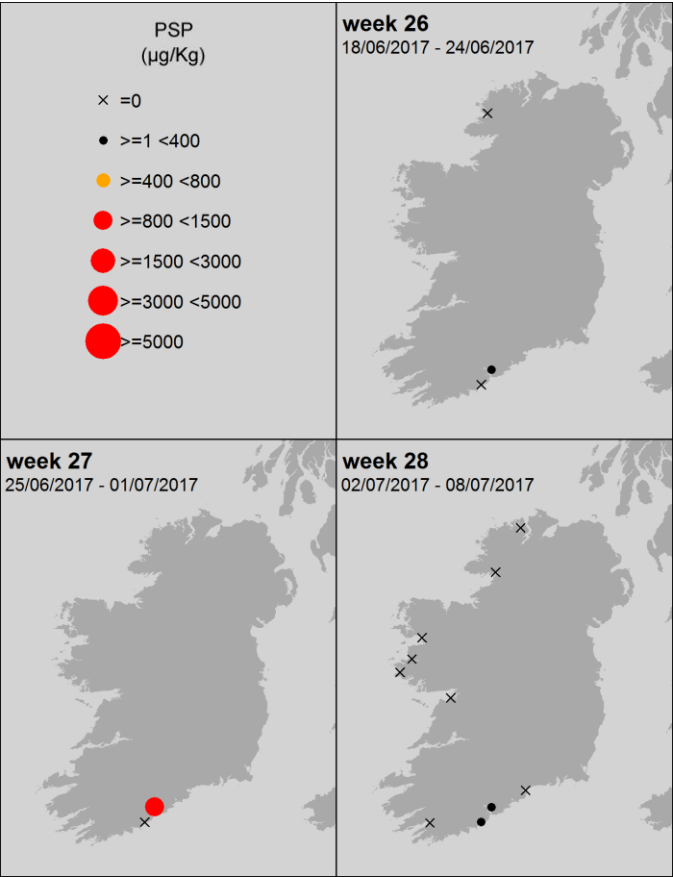 PSP
(µg/Kg)
=0
>=1 <400
>=400 <800
>=800 <1500
>=1500 <3000
>=3000 <5000
>=5000
week 26
18/06/2017 - 24/06/2017
week 27
25/06/2017 - 01/07/2017
week 28
02/07/2017 - 08/07/2017